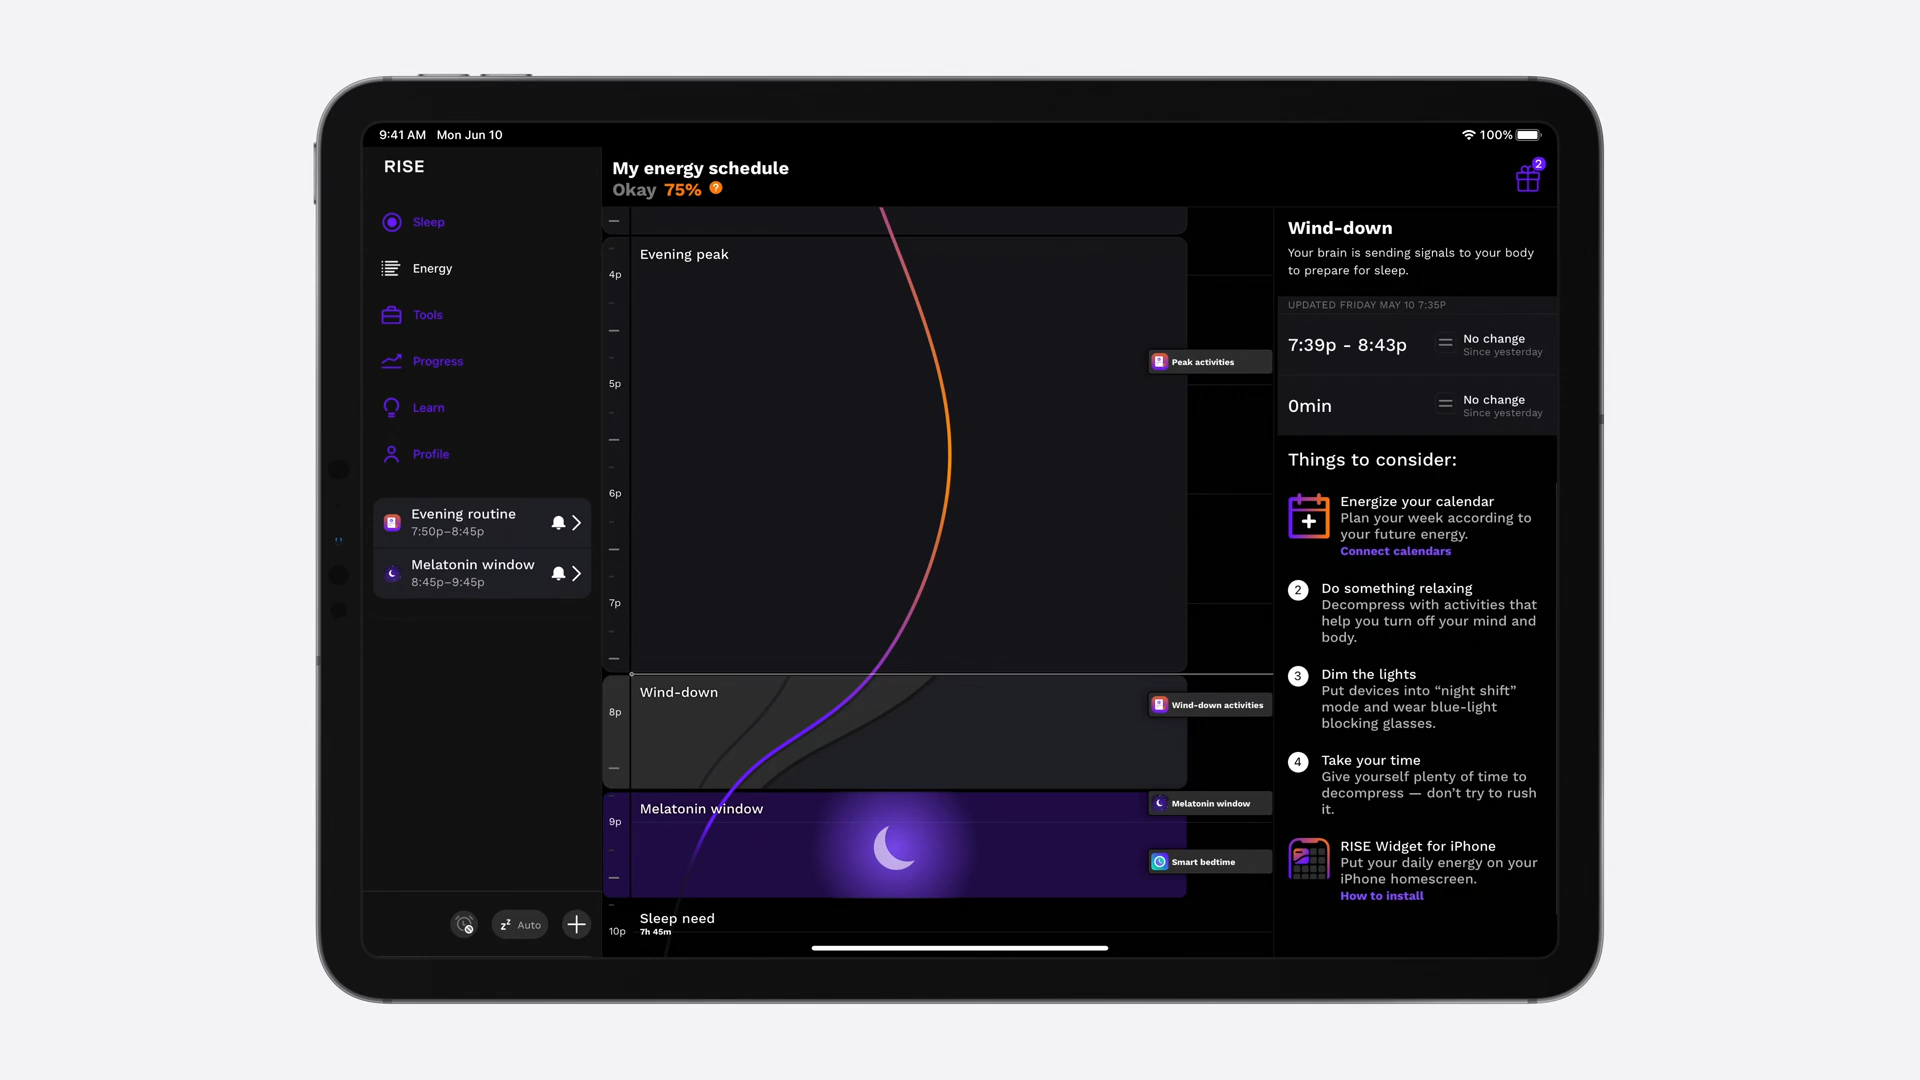 9:41 AM Mon Jun 10
100%
RISE
Sleep
Energy
Tools
Progress
Learn
Profile
Evening routine
7:50p–8:45p
Melatonin window
8:45p–9:45p
Auto
My energy schedule
Okay 75% ?
2
4p
5p
6p
7p
8p
9p
10p
Evening peak
Peak activities
Wind-down
Wind-down activities
Melatonin window
Melatonin window
Smart bedtime
Sleep need
7h 45m
Wind-down
Your brain is sending signals to your body
to prepare for sleep.
UPDATED FRIDAY MAY 10 7:35P
7:39p - 8:43p
No change
Since yesterday
0min
No change
Since yesterday
Things to consider:
Energize your calendar
Plan your week according to
your future energy.
Connect calendars
2
Do something relaxing
Decompress with activities that
help you turn off your mind and
body.
3
Dim the lights
Put devices into “night shift”
mode and wear blue-light
blocking glasses.
4
Take your time
Give yourself plenty of time to
decompress — don’t try to rush
it.
RISE Widget for iPhone
Put your daily energy on your
iPhone homescreen.
How to install